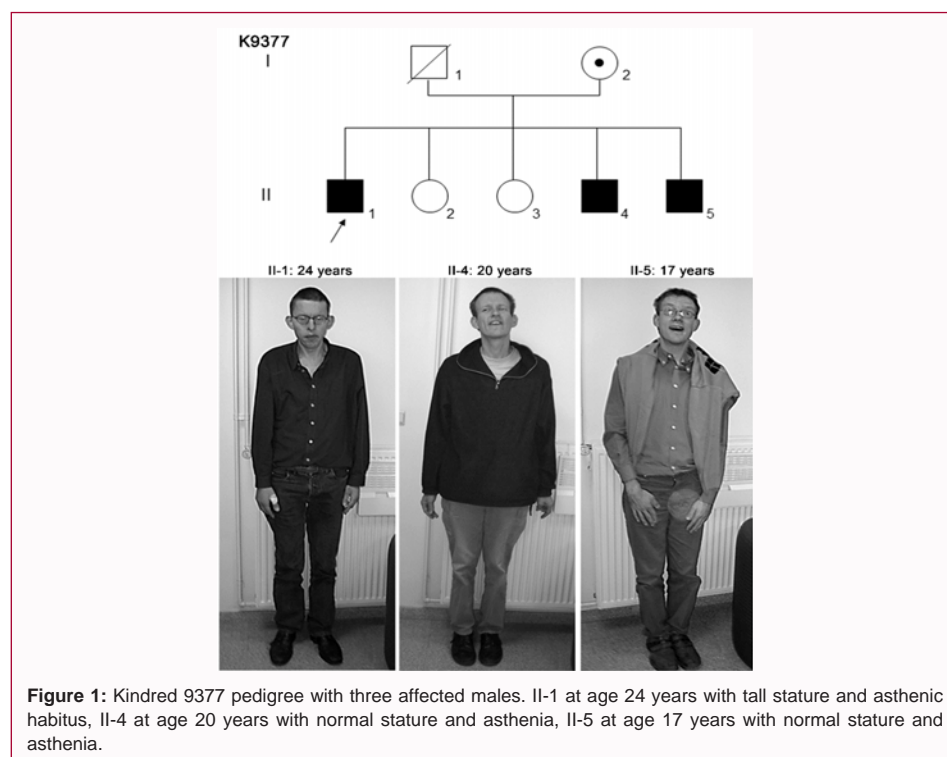 K9377
I
1
2
II
1
2
3
4
5
II-1: 24 years II-4: 20 years II-5: 17 years
Figure 1: Kindred 9377 pedigree with three affected males. II-1 at age 24 years with tall stature and asthenic
habitus, II-4 at age 20 years with normal stature and asthenia, II-5 at age 17 years with normal stature and
asthenia.